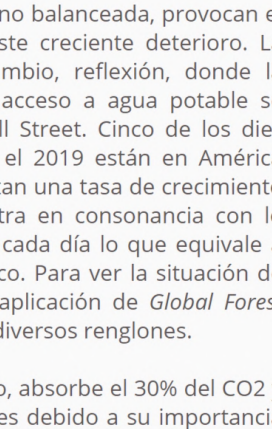 no balanceada, provocan e
ste creciente deterioro. L
mbio, reflexión, donde l
acceso a agua potable s
ll Street. Cinco de los die
el 2019 están en Améric
tan una tasa de crecimient
tra en consonancia con l
cada día lo que equivale
co. Para ver la situación d
aplicación de Global Fores
diversos renglones.
o, absorbe el 30% del CO2
es debido a su importanci